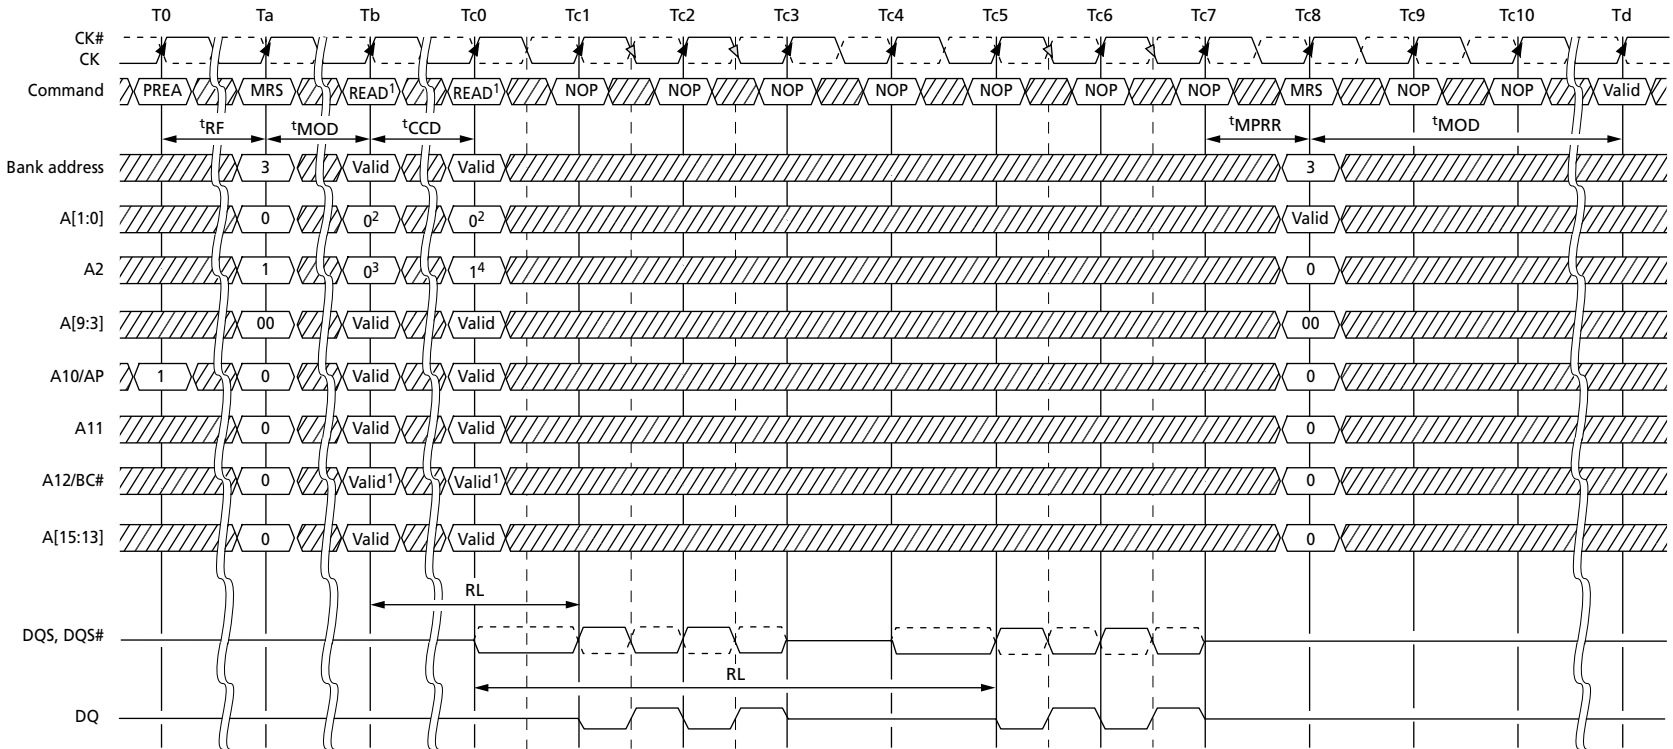 T0 Ta Tb Tc0 Tc1 Tc2 Tc3 Tc4 Tc5 Tc6 Tc7 Tc8 Tc9 Tc10 Td
CK#
CK
Command PREA MRS READ1 READ1 NOP NOP NOP NOP NOP NOP NOP MRS NOP NOP Valid
tRF tMOD tCCD tMPRR tMOD
Bank address 3 Valid Valid 3
A[1:0] 0 02 02 Valid
A2 1 03 14 0
A[9:3] 00 Valid Valid 00
A10/AP 1 0 Valid Valid 0
A11 0 Valid Valid 0
A12/BC# 0 Valid1 Valid1 0
A[15:13] 0 Valid Valid 0
RL
DQS, DQS#
RL
DQ